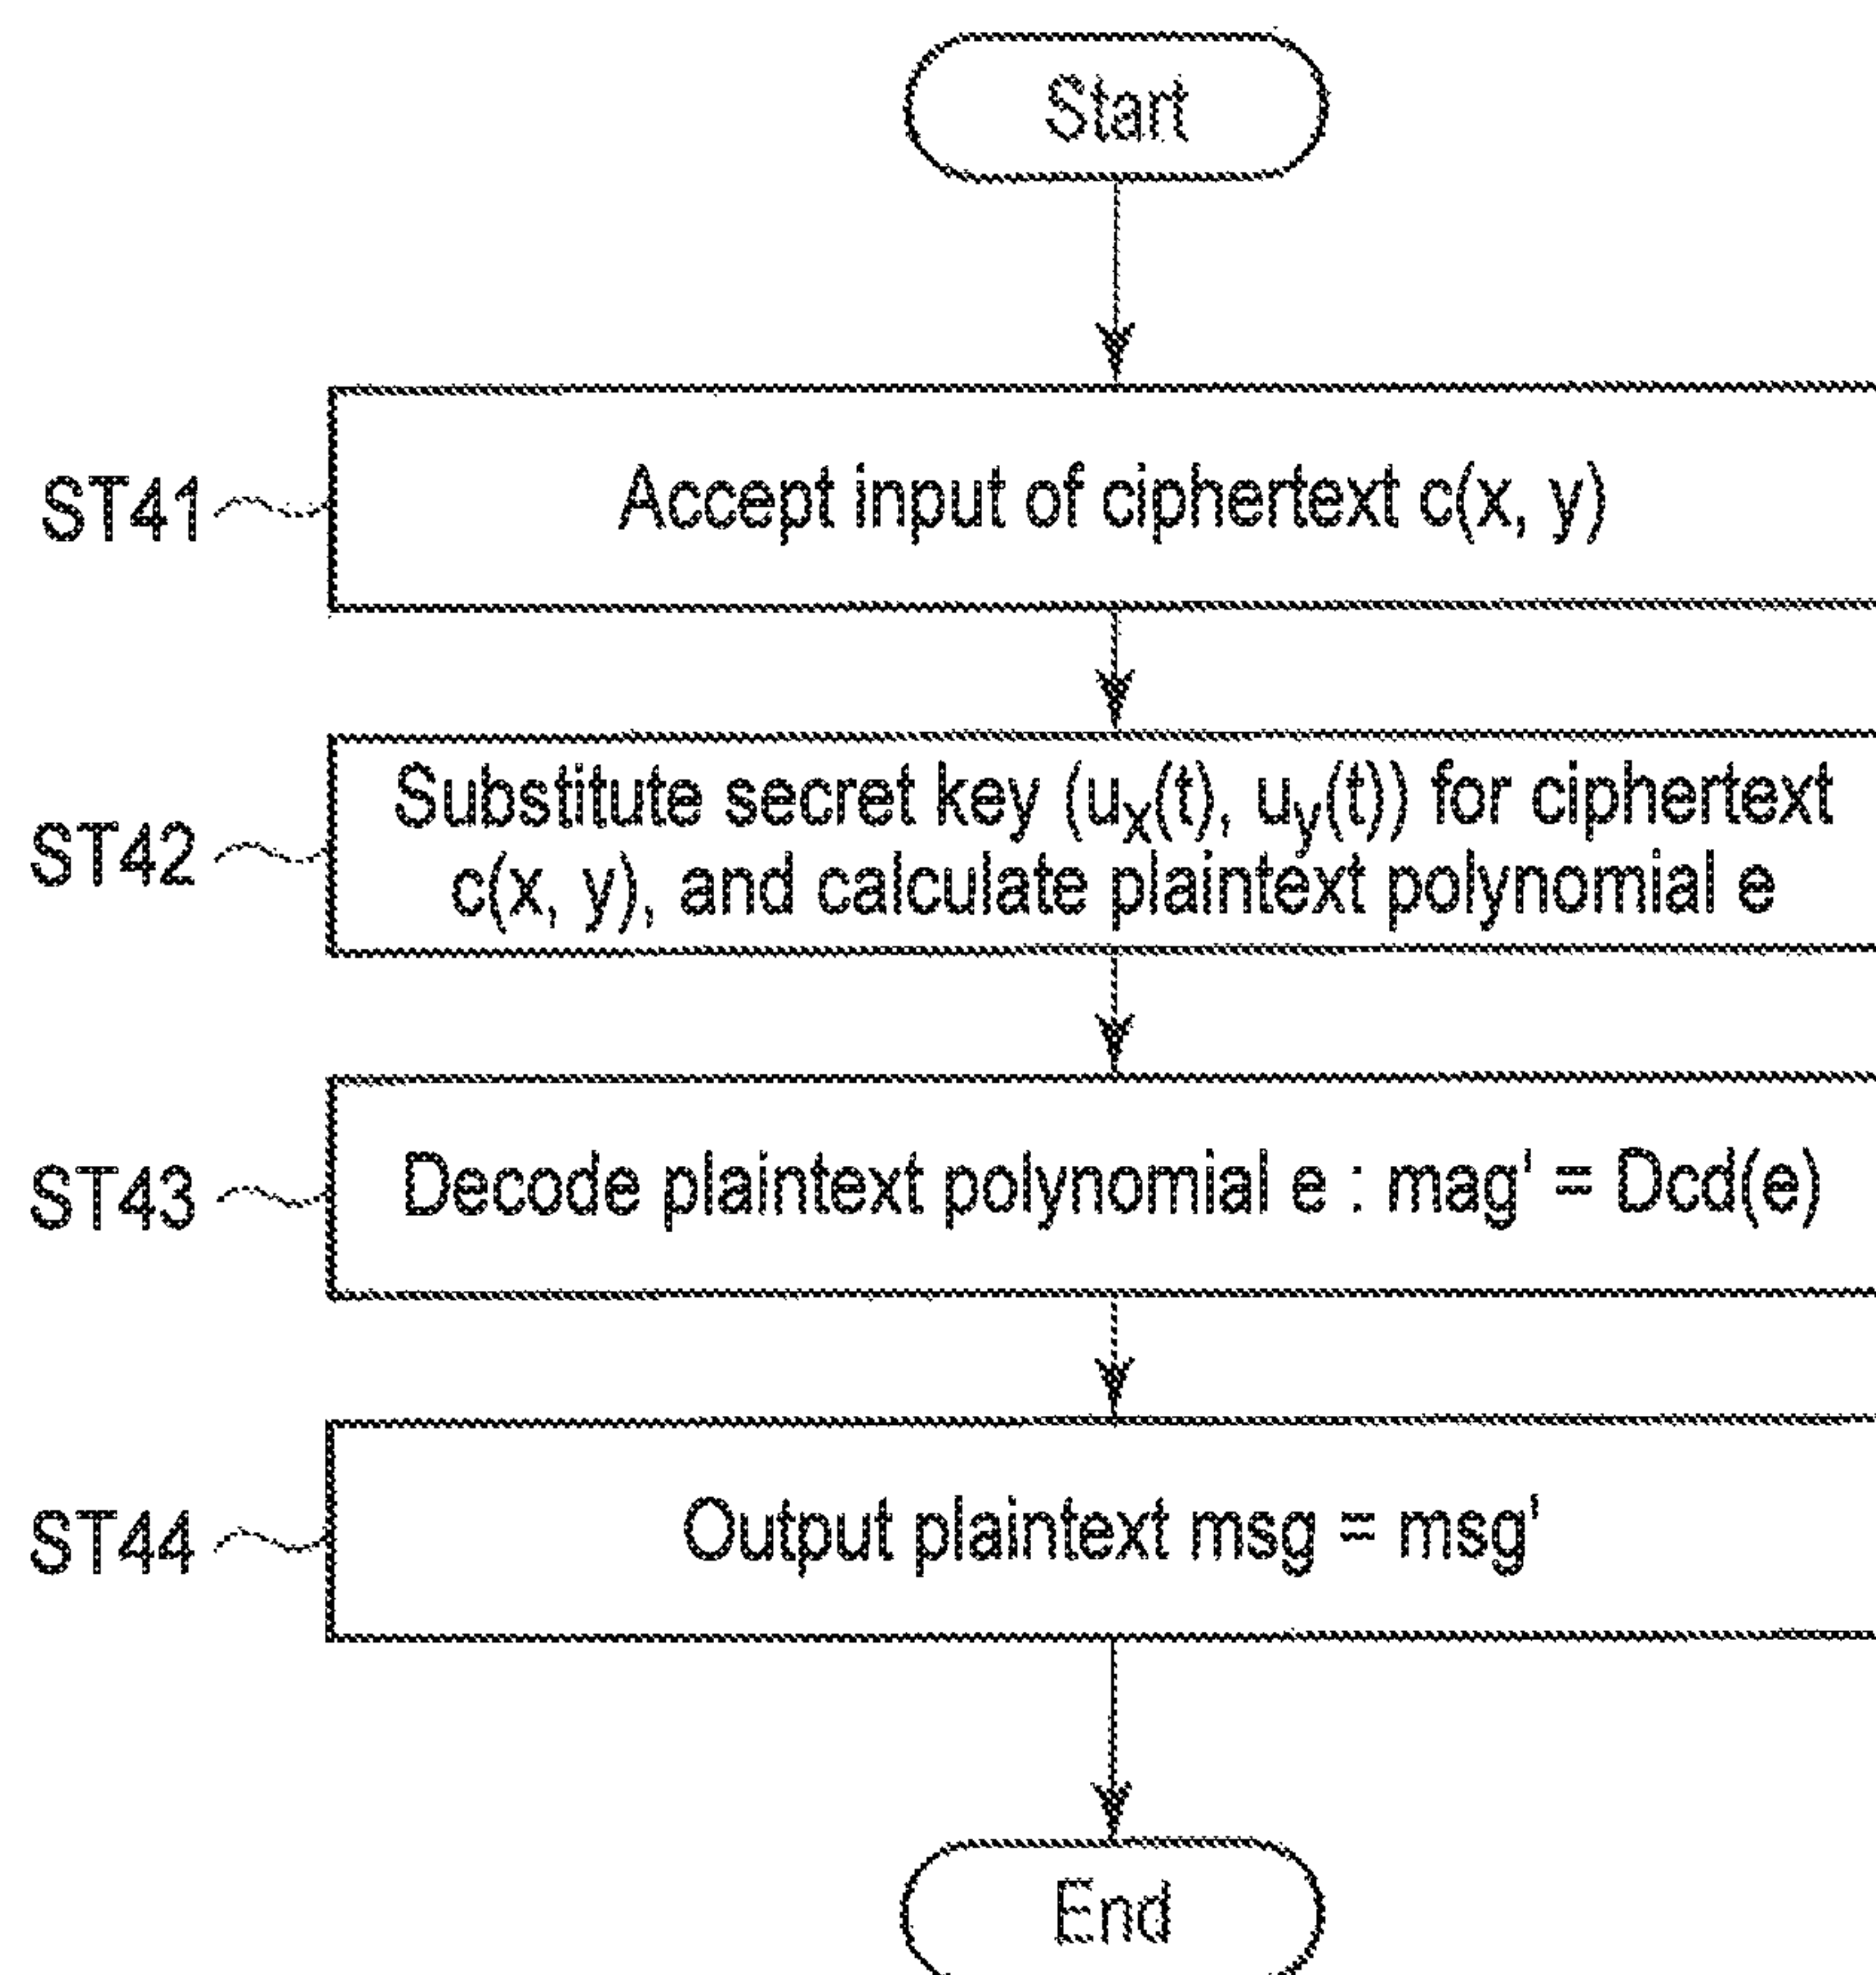 Start
ST41
Accept input of ciphertext c(x, y)
ST42
Substitute secret key (uₓ(t), u_y(t)) for ciphertext
c(x, y), and calculate plaintext polynomial e
ST43
Decode plaintext polynomial e : mag' = Dcd(e)
ST44
Output plaintext msg = msg'
End